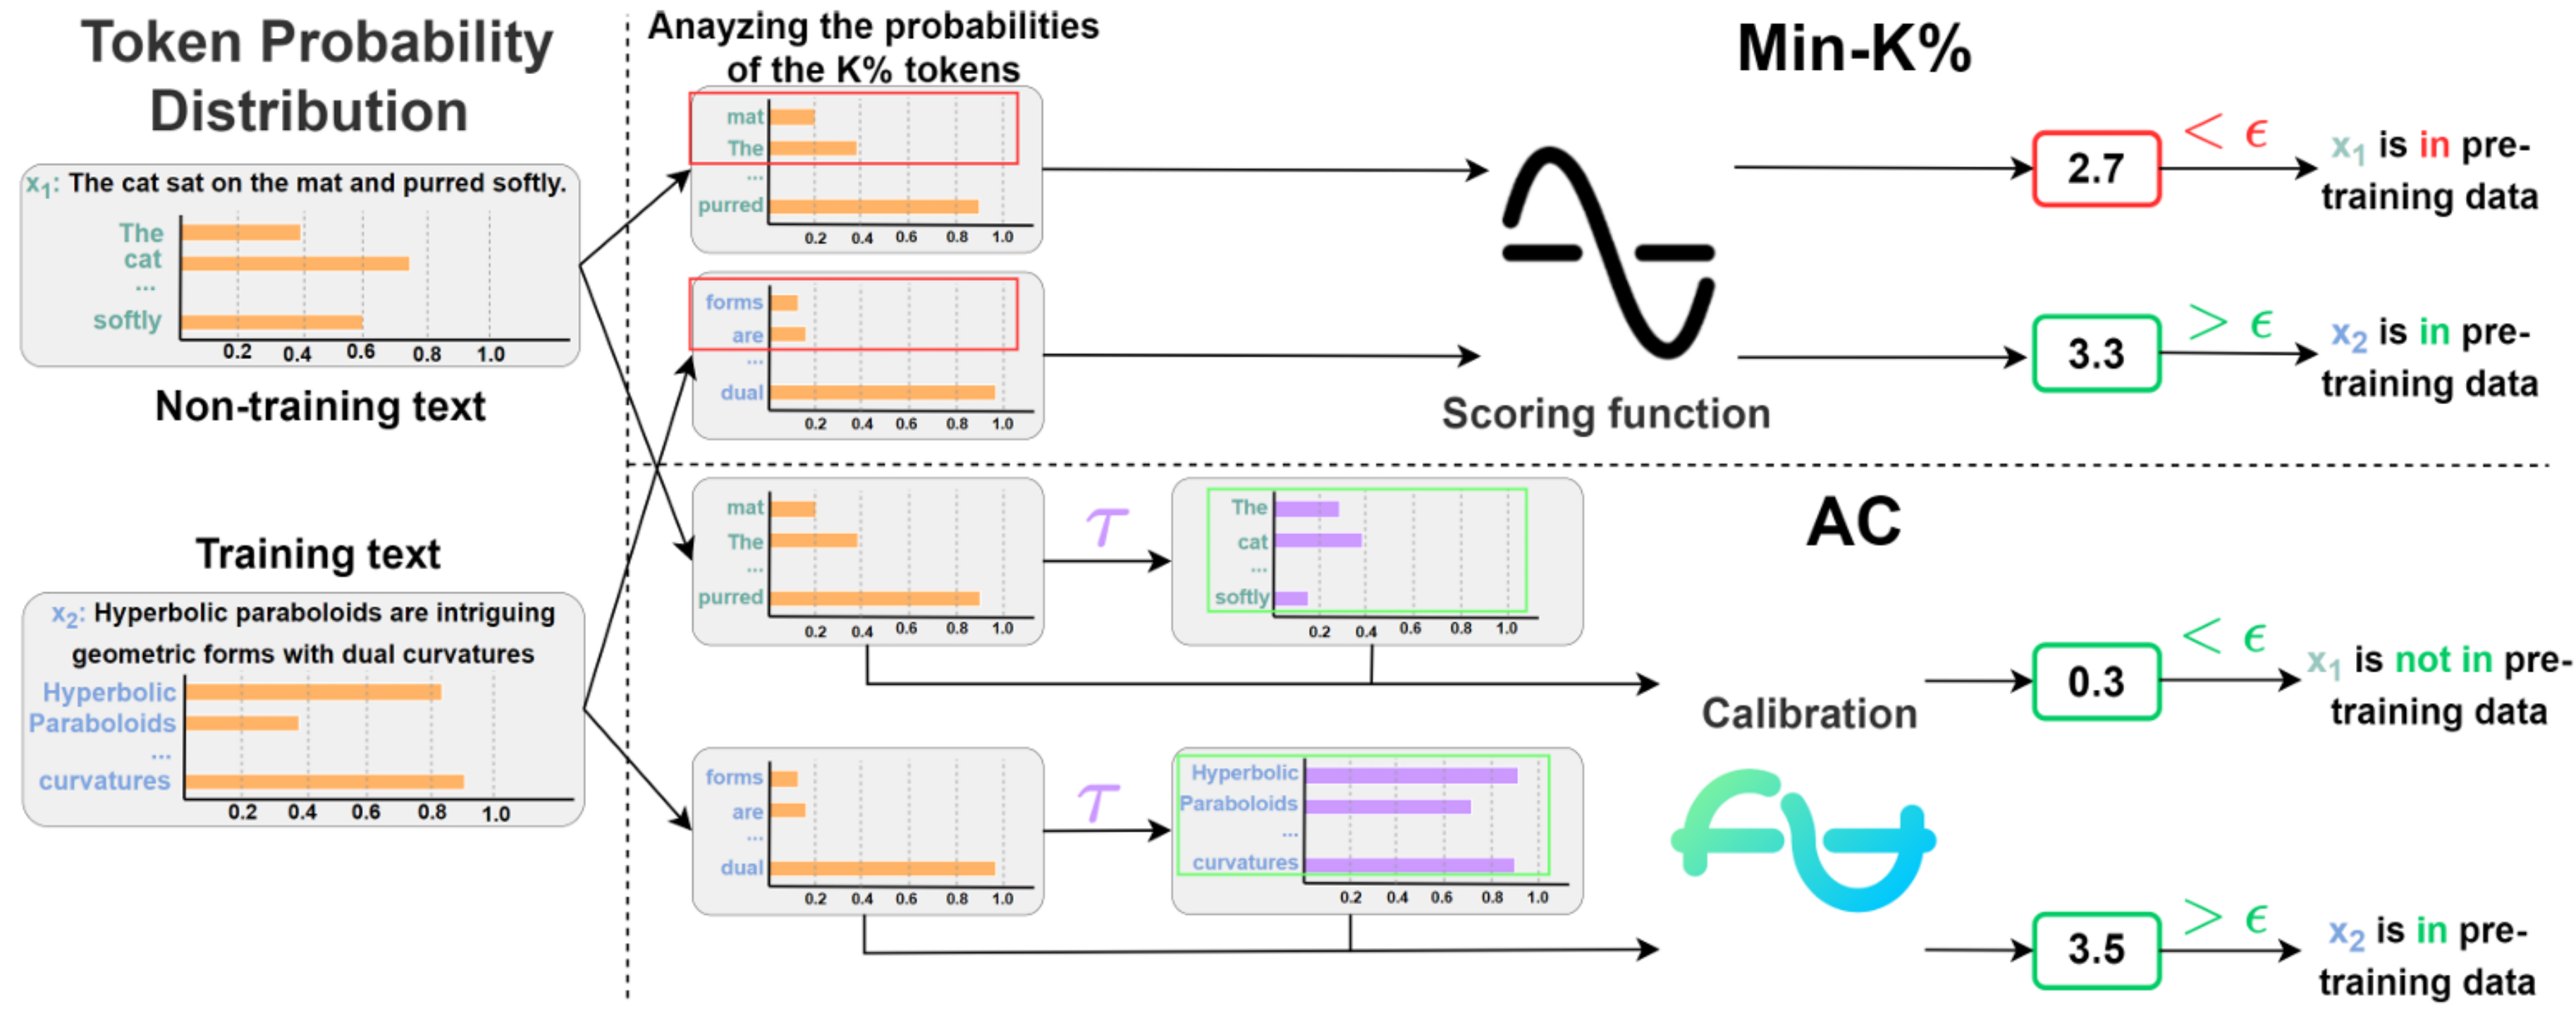 Token Probability
Distribution
x1: The cat sat on the mat and purred softly.
The
cat
...
softly
0.2 0.4 0.6 0.8 1.0
Non-training text
Training text
x2: Hyperbolic paraboloids are intriguing
geometric forms with dual curvatures
Hyperbolic
Paraboloids
...
curvatures
0.2 0.4 0.6 0.8 1.0
Anayzing the probabilities
of the K% tokens
mat
The
...
purred
0.2 0.4 0.6 0.8 1.0
forms
are
...
dual
0.2 0.4 0.6 0.8 1.0
Scoring function
Min-K%
2.7
< ϵ
x1 is in pre-
training data
3.3
> ϵ
x2 is in pre-
training data
mat
The
...
purred
0.2 0.4 0.6 0.8 1.0
τ
The
cat
...
softly
0.2 0.4 0.6 0.8 1.0
forms
are
...
dual
0.2 0.4 0.6 0.8 1.0
τ
Hyperbolic
Paraboloids
...
curvatures
0.2 0.4 0.6 0.8 1.0
AC
Calibration
0.3
< ϵ
x1 is not in pre-
training data
3.5
> ϵ
x2 is in pre-
training data